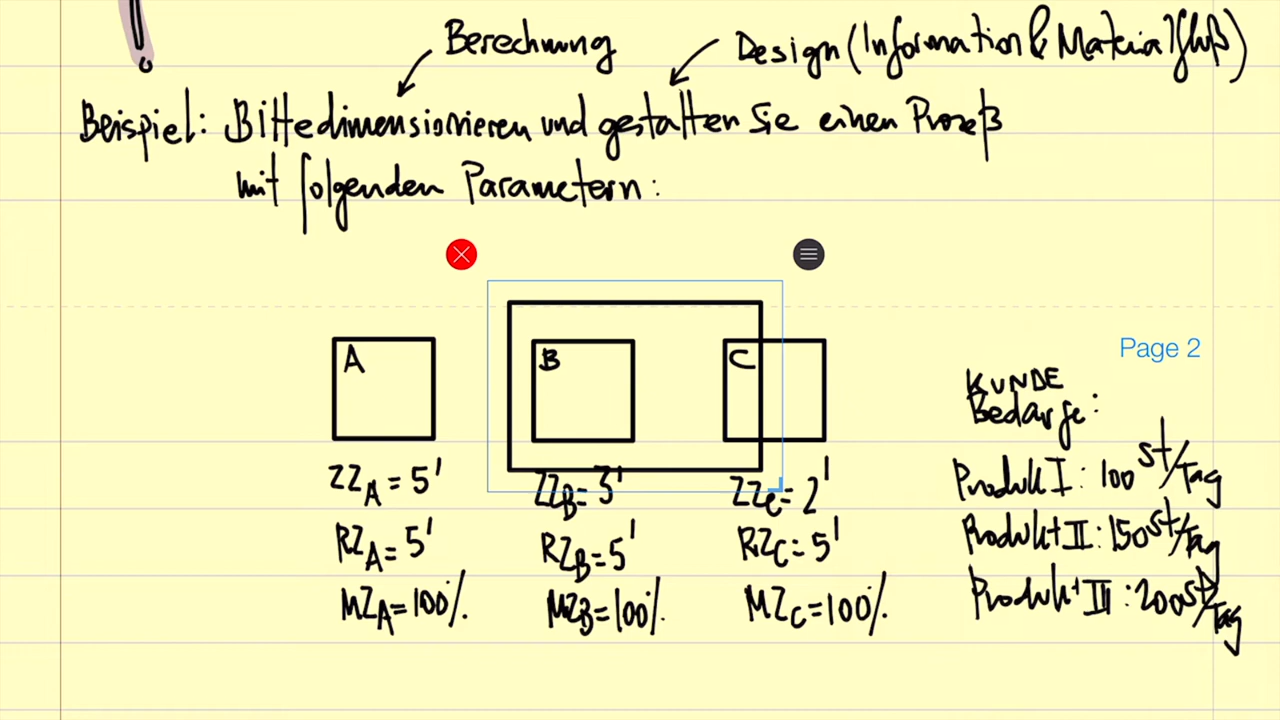 Berechnung
Design (Information & Materialfluß)
Beispiel: Bitte dimensionieren und gestalten Sie einen Prozeß
mit folgenden Parametern:
A
B
C
ZZA = 5'
RZA = 5'
MZA = 100%
ZZB = 3'
RZB = 5'
MZB = 100%
ZZC = 2'
RZC = 5'
MZC = 100%
Page 2
KUNDE
Bedarfe:
Produkt I: 100 St/Tag
Produkt II: 150 St/Tag
Produkt III: 200 St/Tag